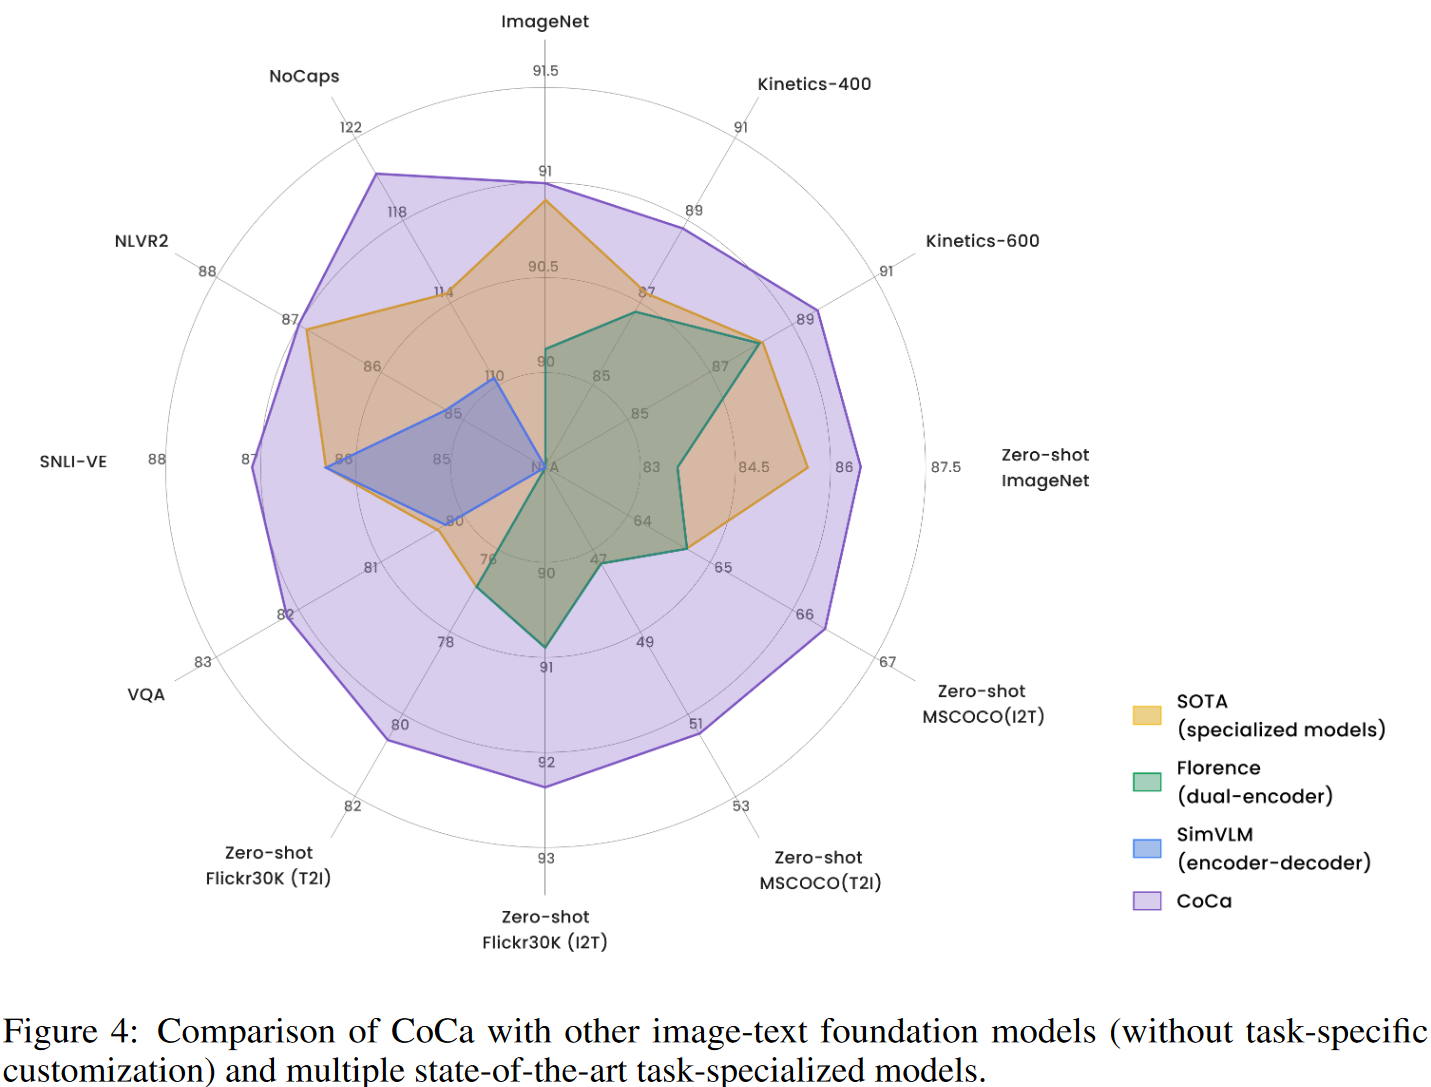 ImageNet
91.5
91
90.5
90
Kinetics-400
91
89
87
85
Kinetics-600
91
89
87
85
Zero-shot
ImageNet
87.5
86
84.5
83
Zero-shot
MSCOCO(I2T)
67
66
65
64
Zero-shot
MSCOCO(T2I)
53
51
49
47
Zero-shot
Flickr30K (I2T)
93
92
91
90
Zero-shot
Flickr30K (T2I)
82
80
78
76
VQA
83
82
81
80
SNLI-VE
88
87
86
85
NLVR2
88
87
86
85
NoCaps
122
118
114
110
N/A
SOTA
(specialized models)
Florence
(dual-encoder)
SimVLM
(encoder-decoder)
CoCa
Figure 4: Comparison of CoCa with other image-text foundation models (without task-specific
customization) and multiple state-of-the-art task-specialized models.